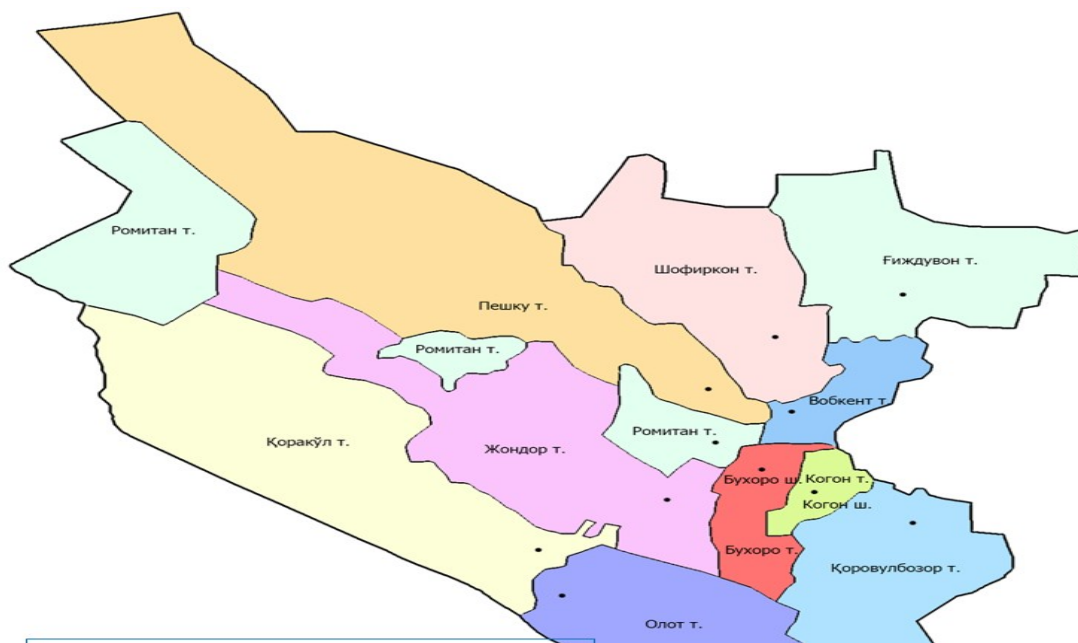 Ромитан т.
Шофиркон т.
Ғиждувон т.
Пешку т.
Ромитан т.
Вобкент т.
Ромитан т.
Қоракўл т.
Жондор т.
Бухоро ш.
Когон т.
Когон ш.
Бухоро т.
Қоровулбозор т.
Олот т.